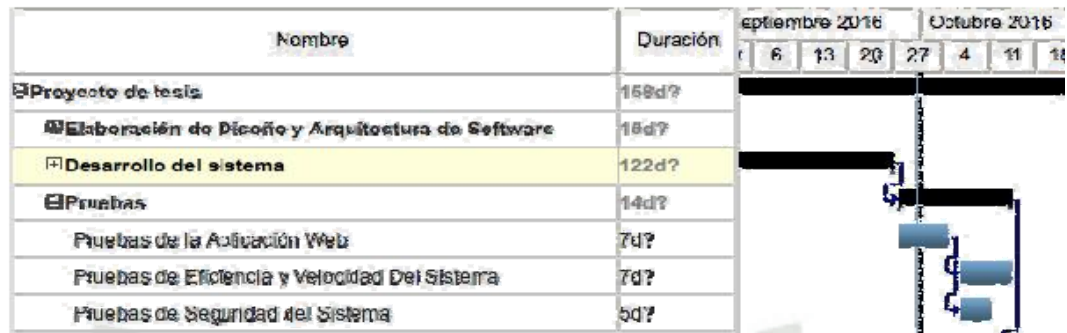 Nombre
Duración
eptiembre 2016
Octubre 2016
6 13 20 27 4 11 18
Proyecto de tesis
158d?
Elaboración de Diseño y Arquitectura de Software
18d?
Desarrollo del sistema
122d?
Pruebas
14d?
Pruebas de la Aplicación Web
7d?
Pruebas de Eficiencia y Velocidad Del Sistema
7d?
Pruebas de Seguridad del Sistema
5d?